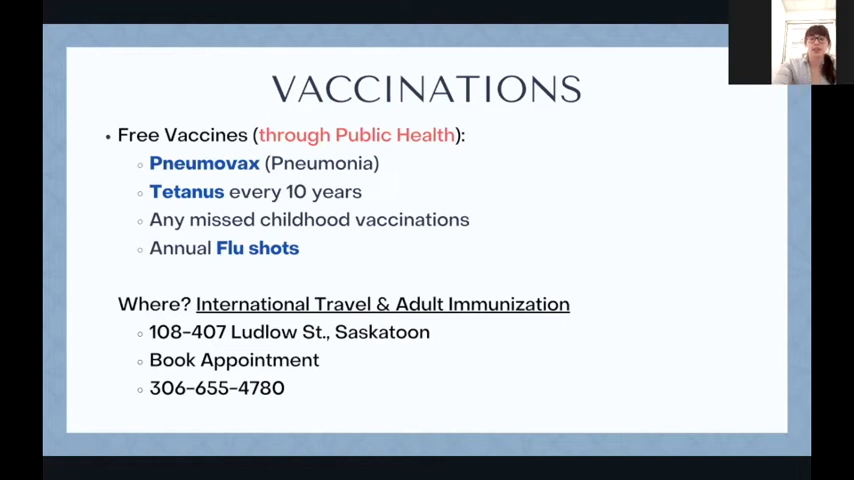 VACCINATIONS
• Free Vaccines (through Public Health):
◦ Pneumovax (Pneumonia)
◦ Tetanus every 10 years
◦ Any missed childhood vaccinations
◦ Annual Flu shots
Where? International Travel & Adult Immunization
◦ 108-407 Ludlow St., Saskatoon
◦ Book Appointment
◦ 306-655-4780